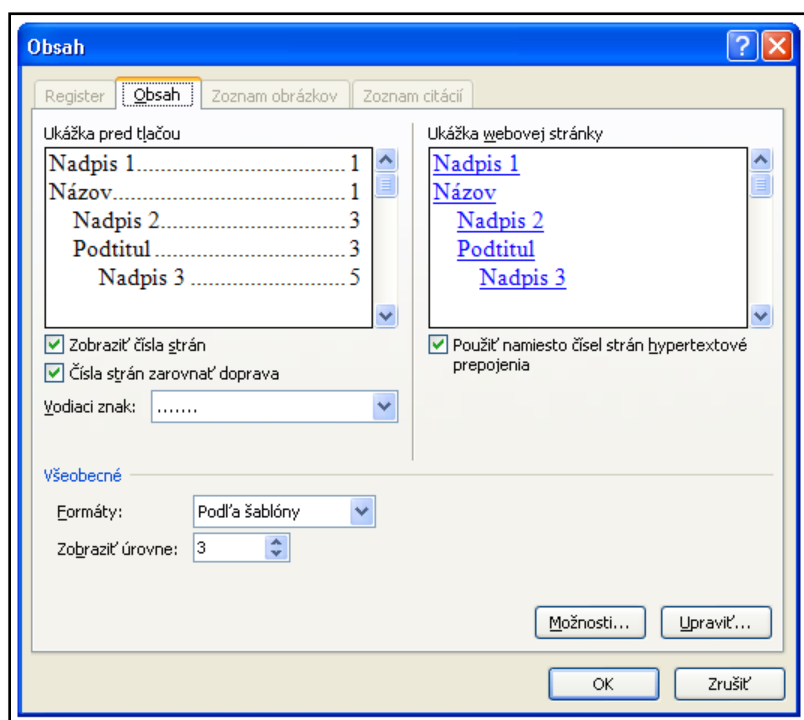 Obsah
Register Obsah Zoznam obrázkov Zoznam citácií
Ukážka pred tlačou
Nadpis 1.................................... 1
Názov........................................ 1
Nadpis 2................................ 3
Podtitul ................................. 3
Nadpis 3 ........................... 5
Zobraziť čísla strán
Čísla strán zarovnať doprava
Vodiaci znak: .......
Ukážka webovej stránky
Nadpis 1
Názov
Nadpis 2
Podtitul
Nadpis 3
Použiť namiesto čísel strán hypertextové
prepojenia
Všeobecné
Formáty: Podľa šablóny
Zobraziť úrovne: 3
Možnosti... Upraviť...
OK Zrušiť